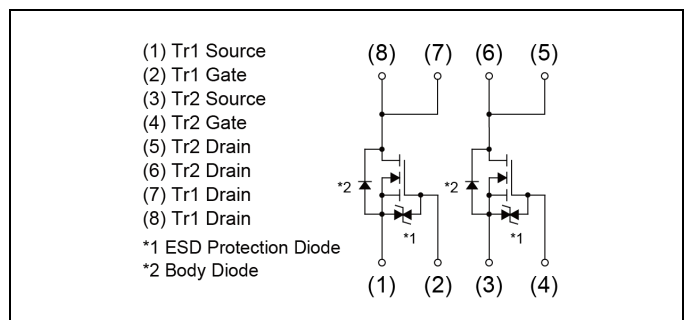 (1) Tr1 Source
(2) Tr1 Gate
(3) Tr2 Source
(4) Tr2 Gate
(5) Tr2 Drain
(6) Tr2 Drain
(7) Tr1 Drain
(8) Tr1 Drain
*1 ESD Protection Diode
*2 Body Diode
(8) (7) (6) (5)
*2 *2
*1 *1
(1) (2) (3) (4)